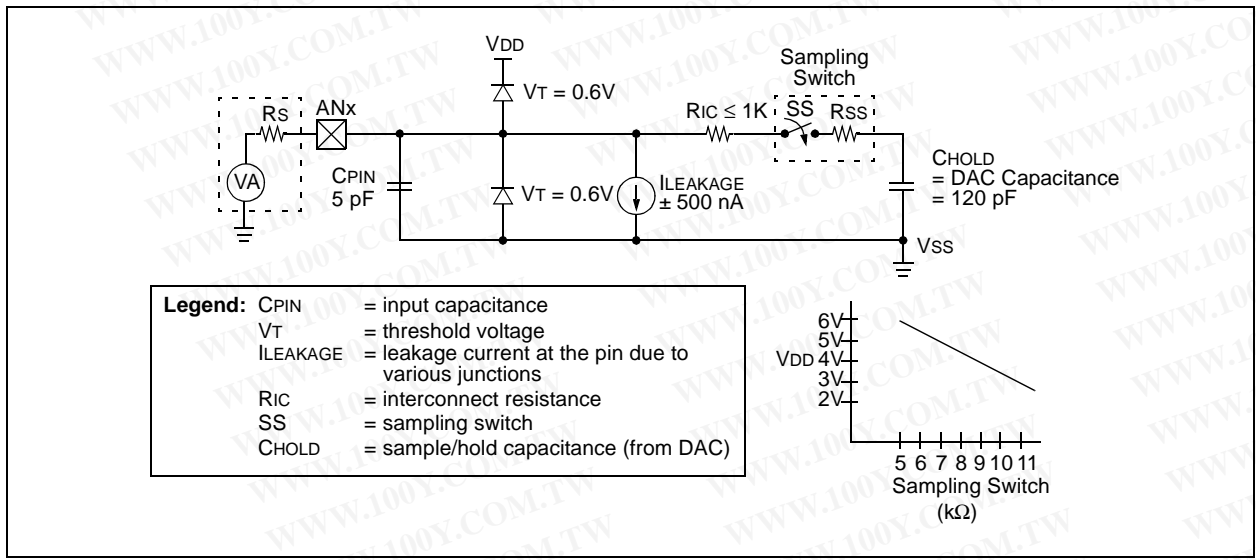 VDD
Sampling
Switch
VT = 0.6V
RS
ANx
RIC ≤ 1K
SS
RSS
VA
CPIN
5 pF
VT = 0.6V
ILEAKAGE
± 500 nA
CHOLD
= DAC Capacitance
= 120 pF
VSS
Legend: CPIN = input capacitance
VT = threshold voltage
ILEAKAGE = leakage current at the pin due to
various junctions
RIC = interconnect resistance
SS = sampling switch
CHOLD = sample/hold capacitance (from DAC)
6V
5V
VDD 4V
3V
2V
5 6 7 8 9 10 11
Sampling Switch
(kΩ)
WWW.100Y.COM.TW